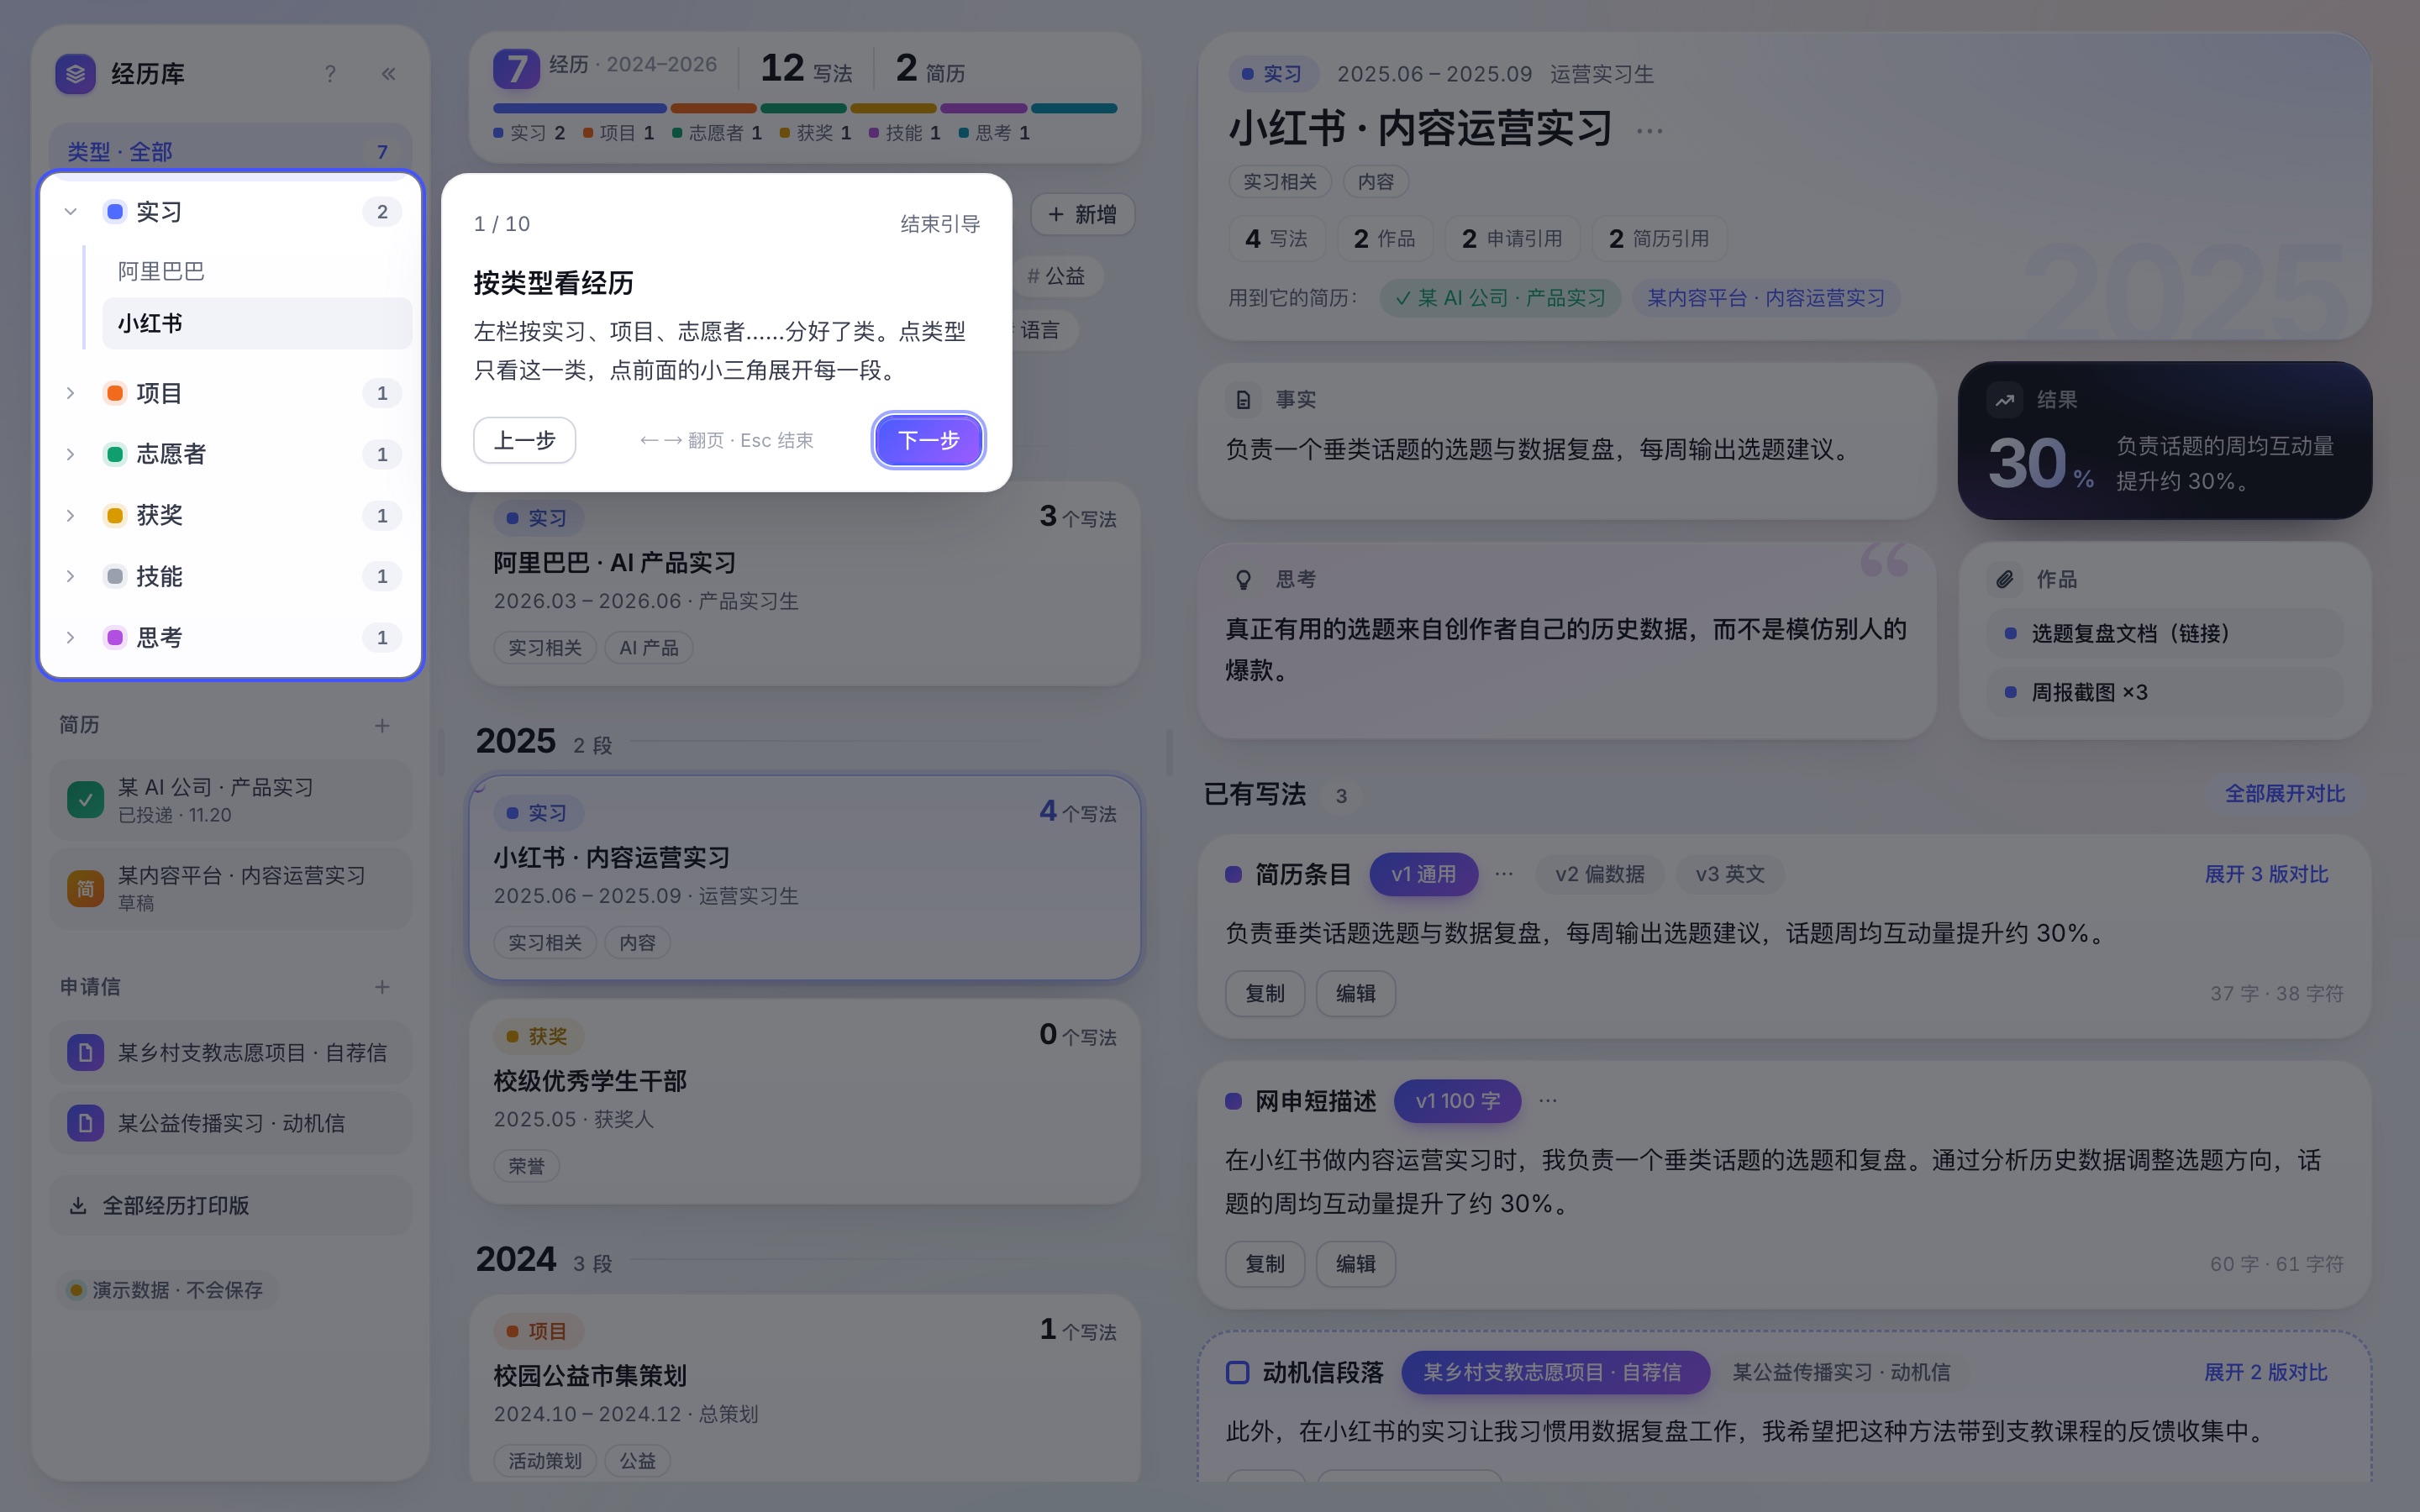 经历库
?
«
类型 · 全部 7
实习 2
阿里巴巴
小红书
项目 1
志愿者 1
获奖 1
技能 1
思考 1
简历 +
某 AI 公司 · 产品实习
已投递 · 11.20
简
某内容平台 · 内容运营实习
草稿
申请信 +
某乡村支教志愿项目 · 自荐信
某公益传播实习 · 动机信
全部经历打印版
演示数据 · 不会保存
7 经历 · 2024–2026 12 写法 2 简历
实习 2 项目 1 志愿者 1 获奖 1 技能 1 思考 1
+ 新增
# 公益
语言
1 / 10 结束引导
按类型看经历
左栏按实习、项目、志愿者……分好了类。点类型
只看这一类，点前面的小三角展开每一段。
上一步 ←→ 翻页 · Esc 结束 下一步
实习 3 个写法
阿里巴巴 · AI 产品实习
2026.03 – 2026.06 · 产品实习生
实习相关 AI 产品
2025 2 段
实习 4 个写法
小红书 · 内容运营实习
2025.06 – 2025.09 · 运营实习生
实习相关 内容
获奖 0 个写法
校级优秀学生干部
2025.05 · 获奖人
荣誉
2024 3 段
项目 1 个写法
校园公益市集策划
2024.10 – 2024.12 · 总策划
活动策划 公益
实习 2025.06 – 2025.09 运营实习生
小红书 · 内容运营实习 ···
实习相关 内容
4 写法 2 作品 2 申请引用 2 简历引用
2025
用到它的简历： ✓ 某 AI 公司 · 产品实习 某内容平台 · 内容运营实习
事实
负责一个垂类话题的选题与数据复盘，每周输出选题建议。
结果
30 %
负责话题的周均互动量
提升约 30%。
思考
“
真正有用的选题来自创作者自己的历史数据，而不是模仿别人的
爆款。
作品
选题复盘文档（链接）
周报截图 ×3
已有写法 3 全部展开对比
简历条目 v1 通用 ··· v2 偏数据 v3 英文 展开 3 版对比
负责垂类话题选题与数据复盘，每周输出选题建议，话题周均互动量提升约 30%。
复制 编辑 37 字 · 38 字符
网申短描述 v1 100 字 ···
在小红书做内容运营实习时，我负责一个垂类话题的选题和复盘。通过分析历史数据调整选题方向，话
题的周均互动量提升了约 30%。
复制 编辑 60 字 · 61 字符
动机信段落 某乡村支教志愿项目 · 自荐信 某公益传播实习 · 动机信 展开 2 版对比
此外，在小红书的实习让我习惯用数据复盘工作，我希望把这种方法带到支教课程的反馈收集中。